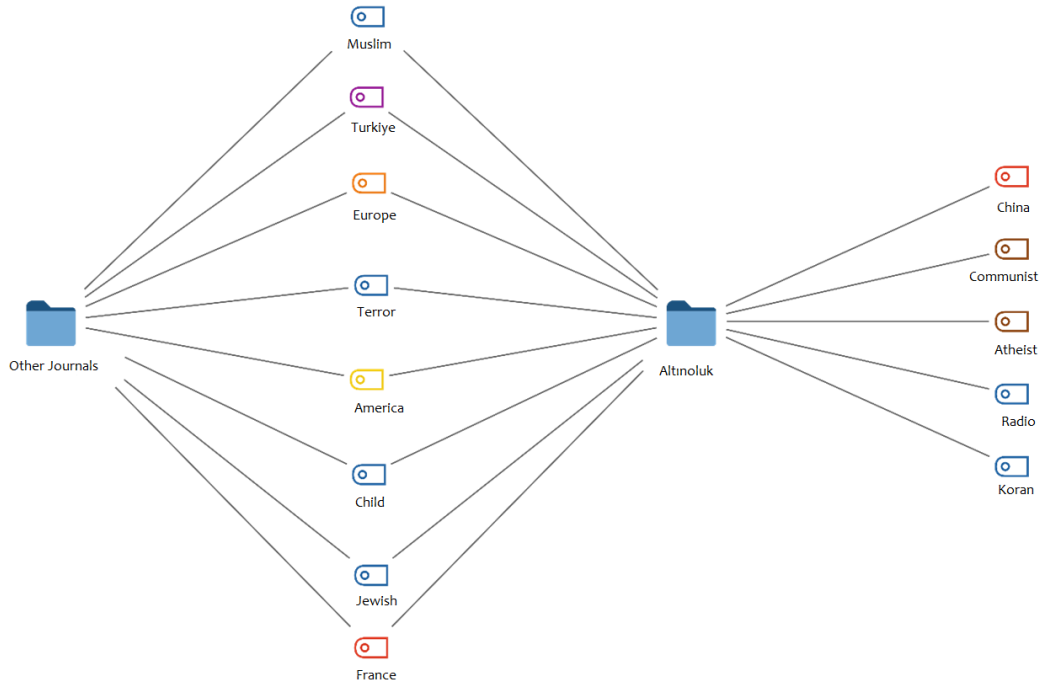 Muslim
Turkiye
Europe
Terror
America
Child
Jewish
France
Other Journals
Altınoluk
China
Communist
Atheist
Radio
Koran